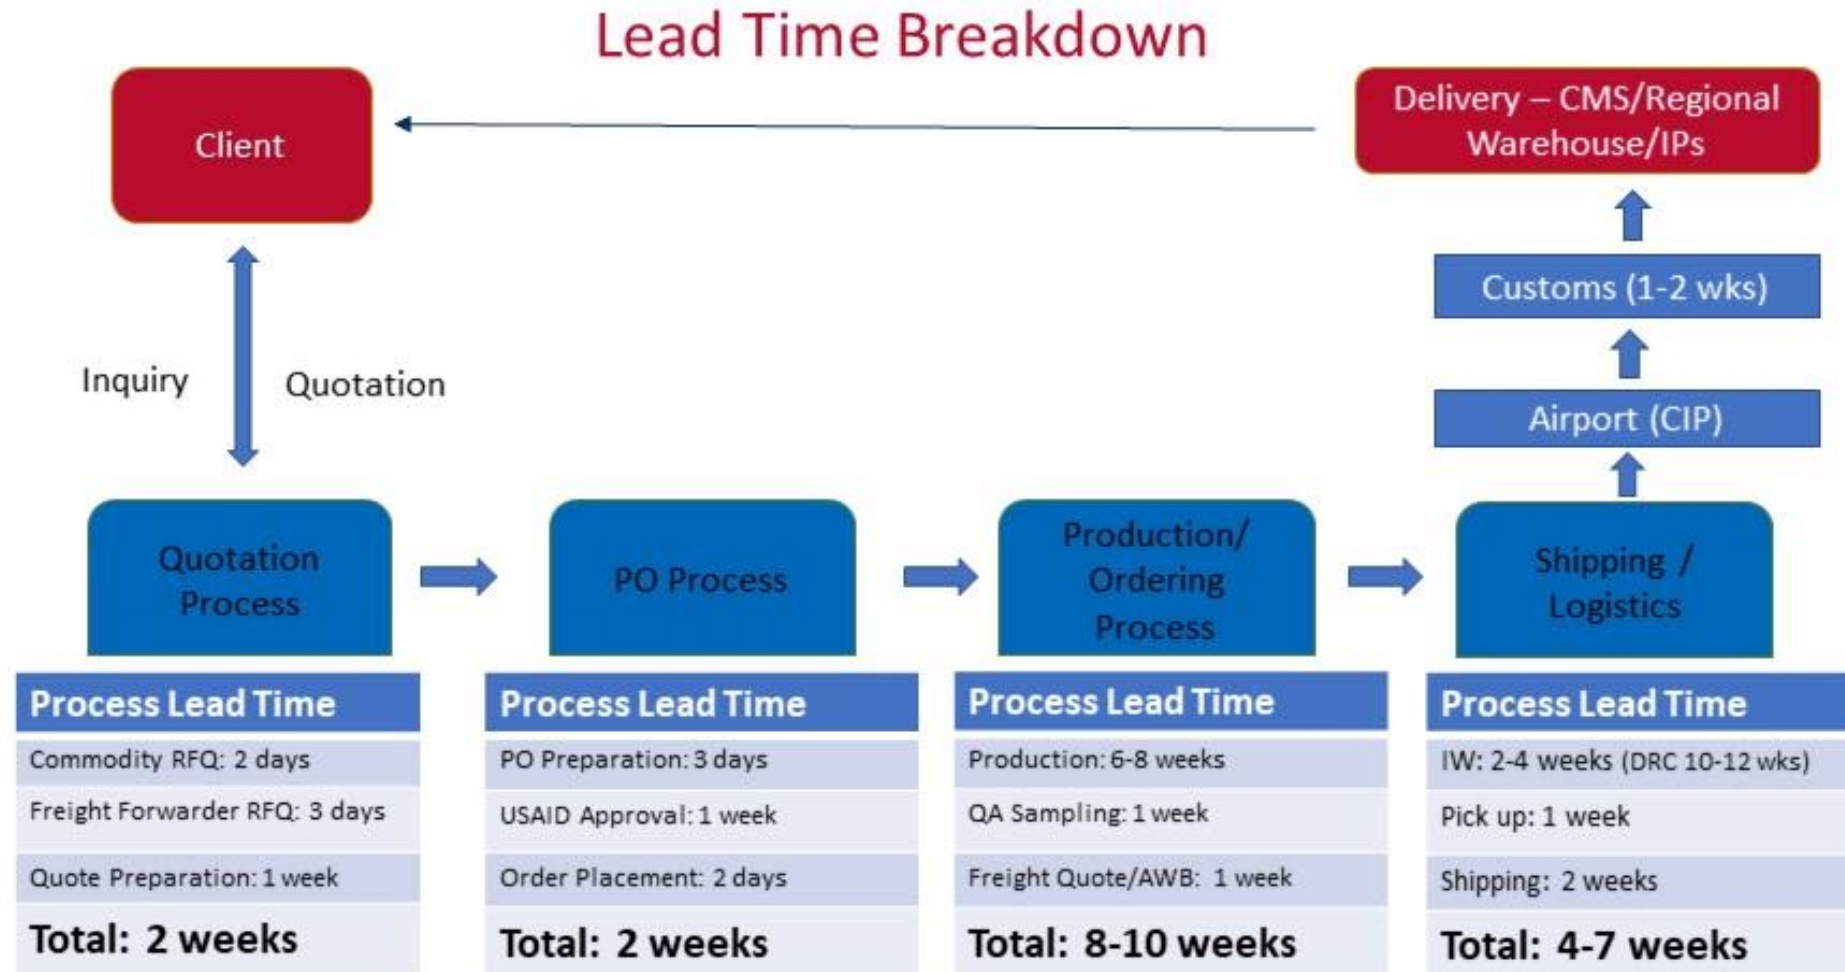 Lead Time Breakdown
Client
Delivery – CMS/Regional
Warehouse/IPs
Customs (1-2 wks)
Airport (CIP)
Inquiry
Quotation
Quotation
Process
PO Process
Production/
Ordering
Process
Shipping /
Logistics
Process Lead Time
Commodity RFQ: 2 days
Freight Forwarder RFQ: 3 days
Quote Preparation: 1 week
Total: 2 weeks
Process Lead Time
PO Preparation: 3 days
USAID Approval: 1 week
Order Placement: 2 days
Total: 2 weeks
Process Lead Time
Production: 6-8 weeks
QA Sampling: 1 week
Freight Quote/AWB: 1 week
Total: 8-10 weeks
Process Lead Time
IW: 2-4 weeks (DRC 10-12 wks)
Pick up: 1 week
Shipping: 2 weeks
Total: 4-7 weeks